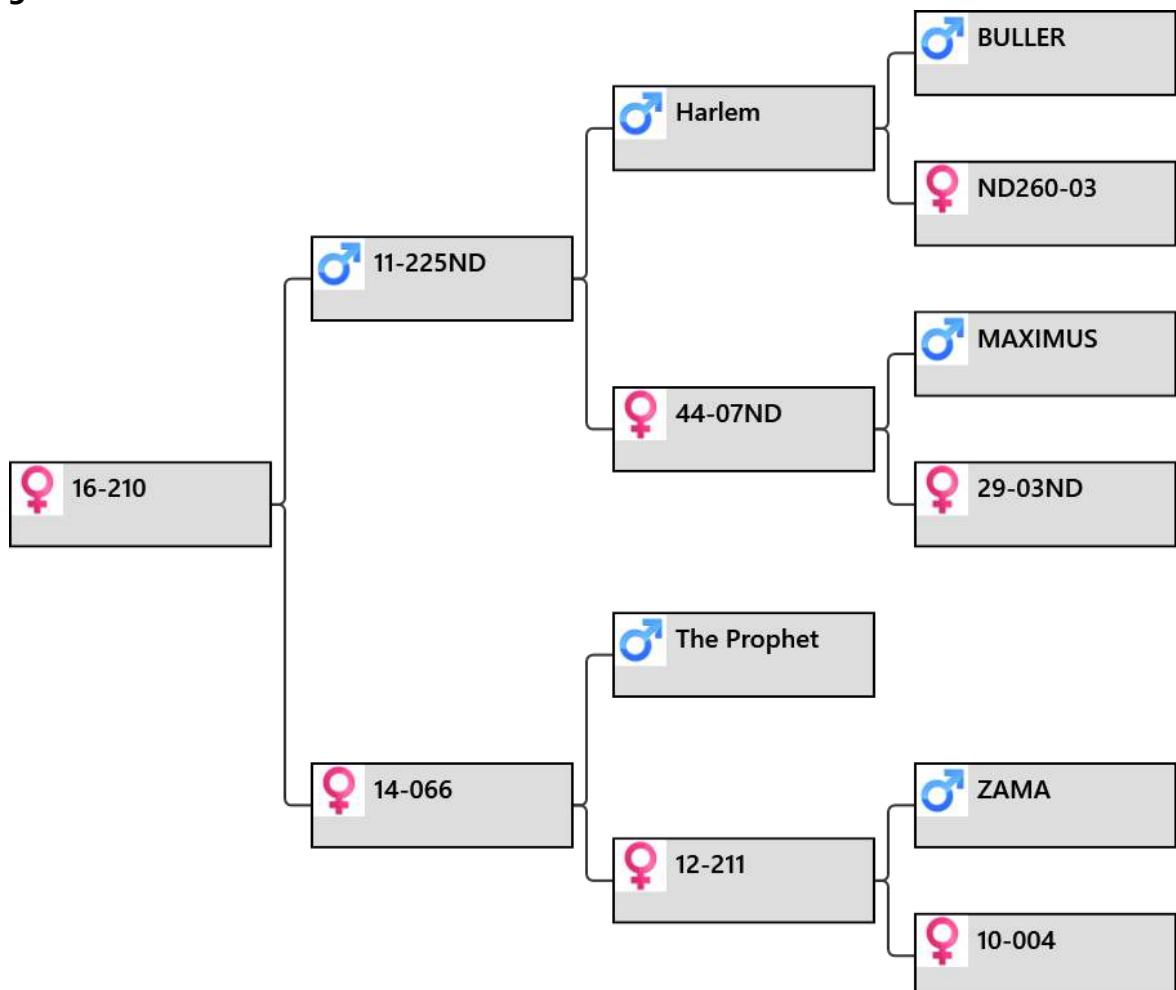 BULLER
Harlem
ND260-03
11-225ND
MAXIMUS
44-07ND
29-03ND
16-210
The Prophet
14-066
ZAMA
12-211
10-004